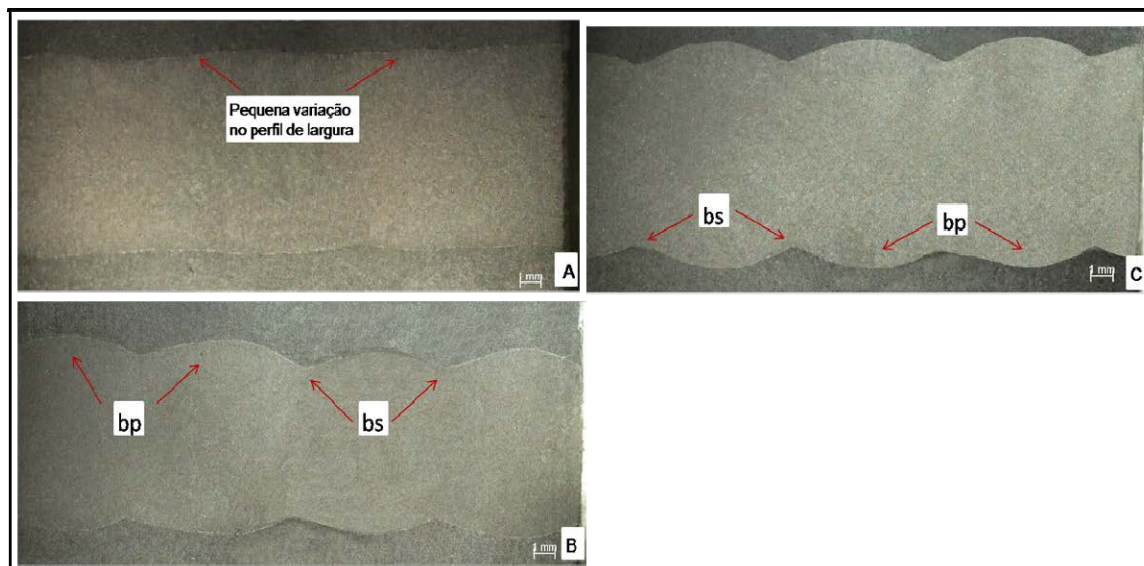 Pequena variação
no perfil de largura
A
1 mm
bs
bp
C
1 mm
bp
bs
B
1 mm